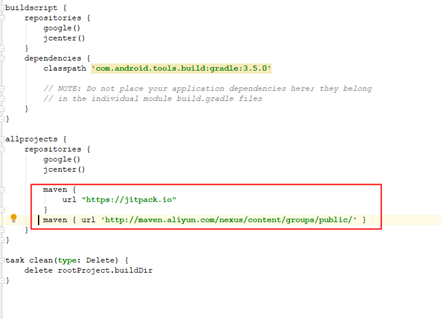 buildscript {
repositories {
google()
jcenter()
}
dependencies {
classpath 'com.android.tools.build:gradle:3.5.0'
// NOTE: Do not place your application dependencies here; they belong
// in the individual module build.gradle files
}
}
allprojects {
repositories {
google()
jcenter()
maven {
url "https://jitpack.io"
}
maven { url 'http://maven.aliyun.com/nexus/content/groups/public/' }
}
}
task clean(type: Delete) {
delete rootProject.buildDir
}